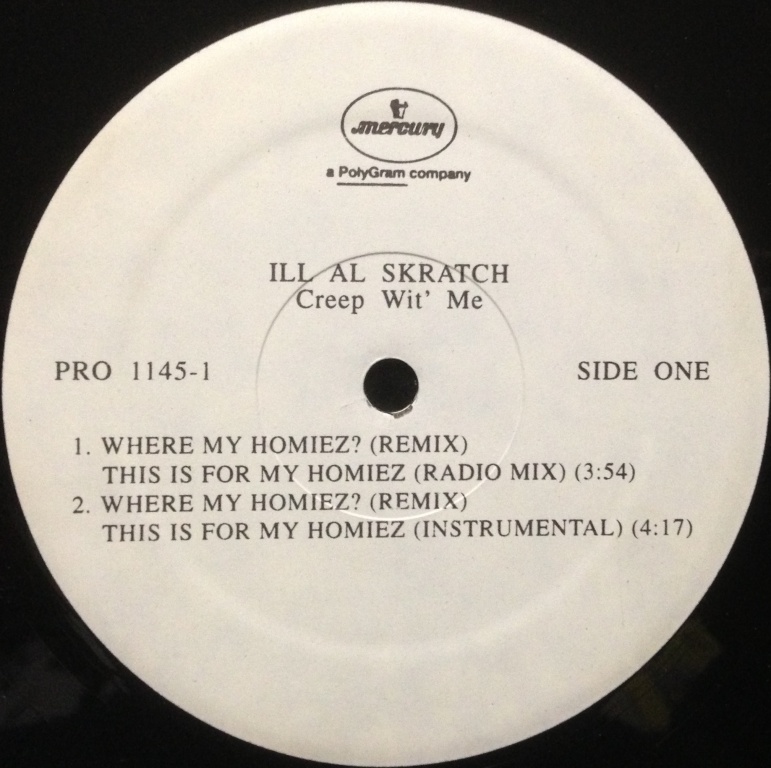 mercury
a PolyGram company
ILL AL SKRATCH
Creep Wit' Me
PRO 1145-1
SIDE ONE
1. WHERE MY HOMIEZ? (REMIX)
THIS IS FOR MY HOMIEZ (RADIO MIX) (3:54)
2. WHERE MY HOMIEZ? (REMIX)
THIS IS FOR MY HOMIEZ (INSTRUMENTAL) (4:17)